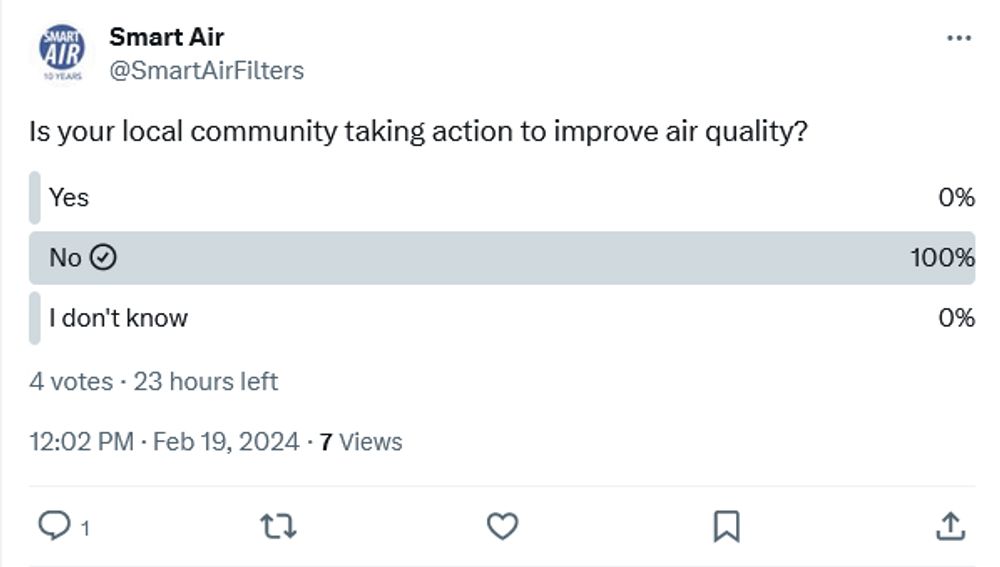 SMART
AIR
10 YEARS
Smart Air
@SmartAirFilters
Is your local community taking action to improve air quality?
Yes 0%
No 100%
I don't know 0%
4 votes · 23 hours left
12:02 PM · Feb 19, 2024 · 7 Views
1